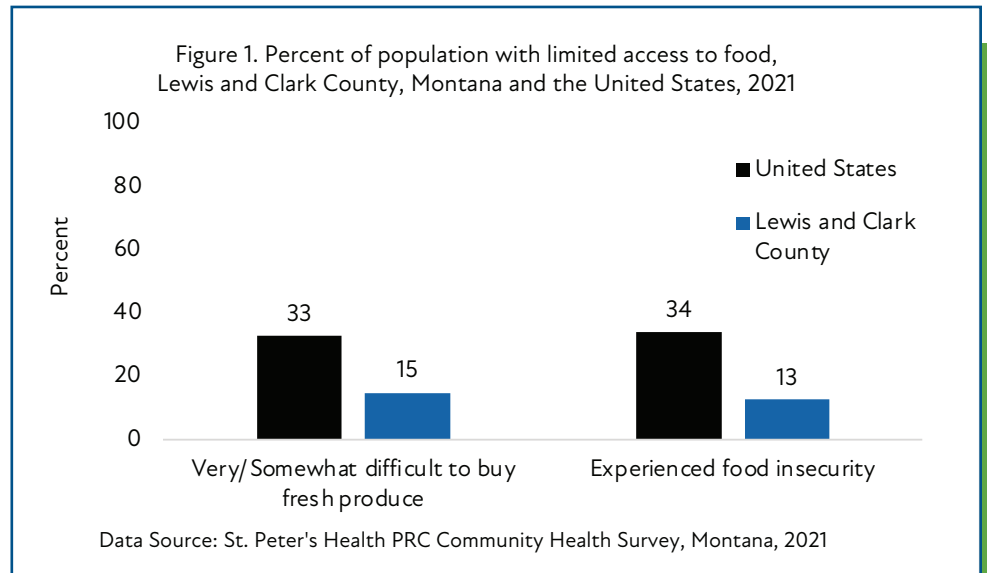 Figure 1. Percent of population with limited access to food,
Lewis and Clark County, Montana and the United States, 2021
100
80
60
40
20
0
Percent
United States
Lewis and Clark
County
33
15
34
13
Very/Somewhat difficult to buy
fresh produce
Experienced food insecurity
Data Source: St. Peter's Health PRC Community Health Survey, Montana, 2021